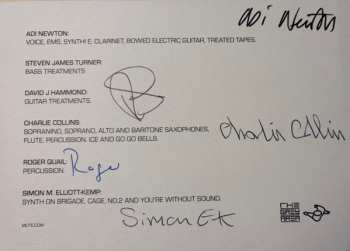 Adi Newton
ADI NEWTON:
VOICE, EMS, SYNTHI E, CLARINET, BOWED ELECTRIC GUITAR, TREATED TAPES.
STEVEN JAMES TURNER:
BASS TREATMENTS
DAVID J HAMMOND:
GUITAR TREATMENTS.
CHARLIE COLLINS:
SOPRANINO, SOPRANO, ALTO AND BARITONE SAXOPHONES,
FLUTE, PERCUSSION, ICE AND GO GO BELLS.
Charlie Collins
ROGER QUAIL:
PERCUSSION.
Roger
SIMON M. ELLIOTT-KEMP:
SYNTH ON BRIGADE, CAGE, NO.2 AND YOU'RE WITHOUT SOUND.
Simon EK